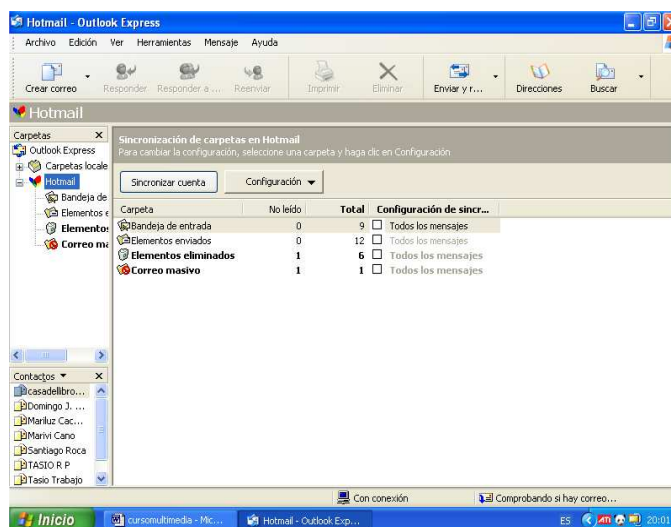 Hotmail - Outlook Express
Archivo Edición Ver Herramientas Mensaje Ayuda
Crear correo Responder Responder a ... Reenviar Imprimir Eliminar Enviar y r... Direcciones Buscar
Hotmail
Carpetas x
Outlook Express
Carpetas locale
Hotmail
Bandeja de
Elementos e
Elemento
Correo ma
Sincronización de carpetas en Hotmail
Para cambiar la configuración, seleccione una carpeta y haga clic en Configuración
Sincronizar cuenta Configuración
Carpeta No leído Total Configuración de sincr...
Bandeja de entrada 0 9 Todos los mensajes
Elementos enviados 0 12 Todos los mensajes
Elementos eliminados 1 6 Todos los mensajes
Correo masivo 1 1 Todos los mensajes
Contactos x
casadellibro...
Domingo J. ...
Mariluz Cac...
Marivi Cano
Santiago Roca
TASIO R P
Tasio Trabajo
Con conexión Comprobando si hay correo...
Inicio cursomultimedia - Mic... Hotmail - Outlook Exp... ES ATI 20:01